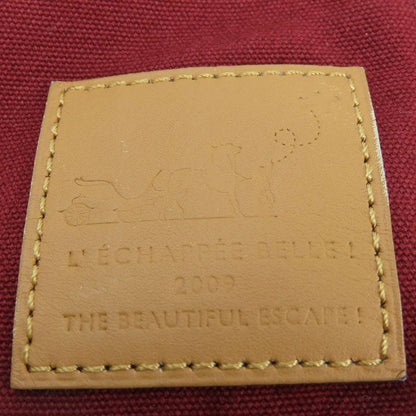 L'ÉCHAPPÉE BELLE !
2009
THE BEAUTIFUL ESCAPE !